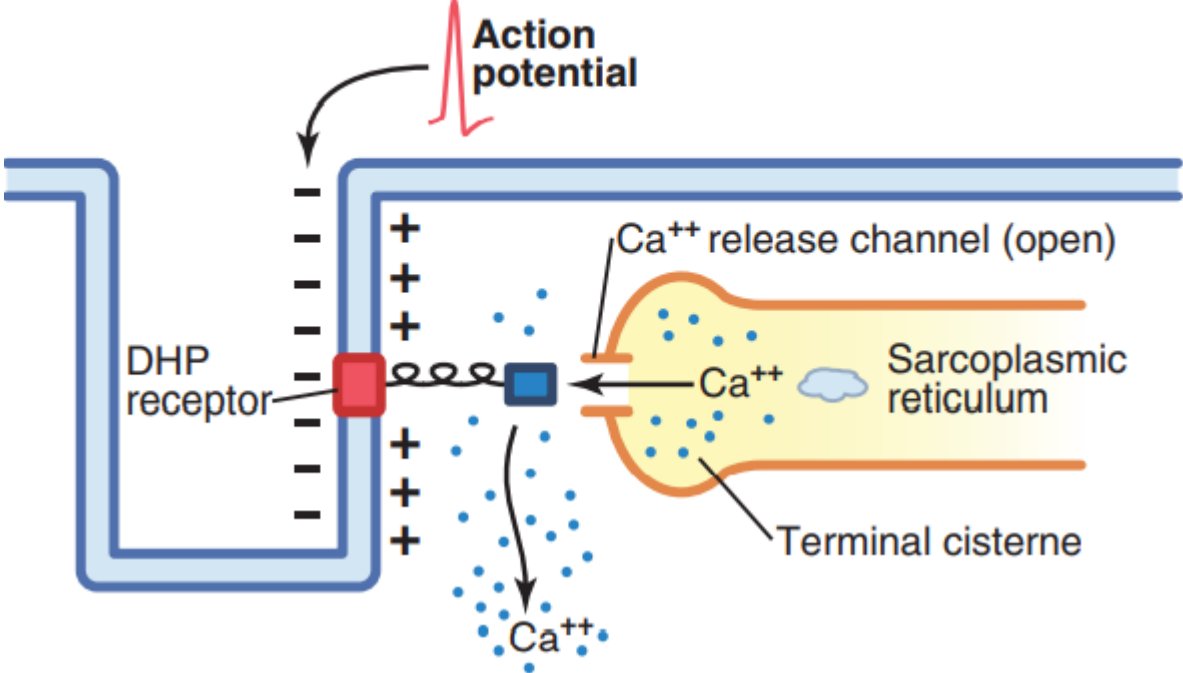 Action
potential
Ca⁺⁺ release channel (open)
DHP
receptor
Ca⁺⁺
Sarcoplasmic
reticulum
Terminal cisterne
Ca⁺⁺